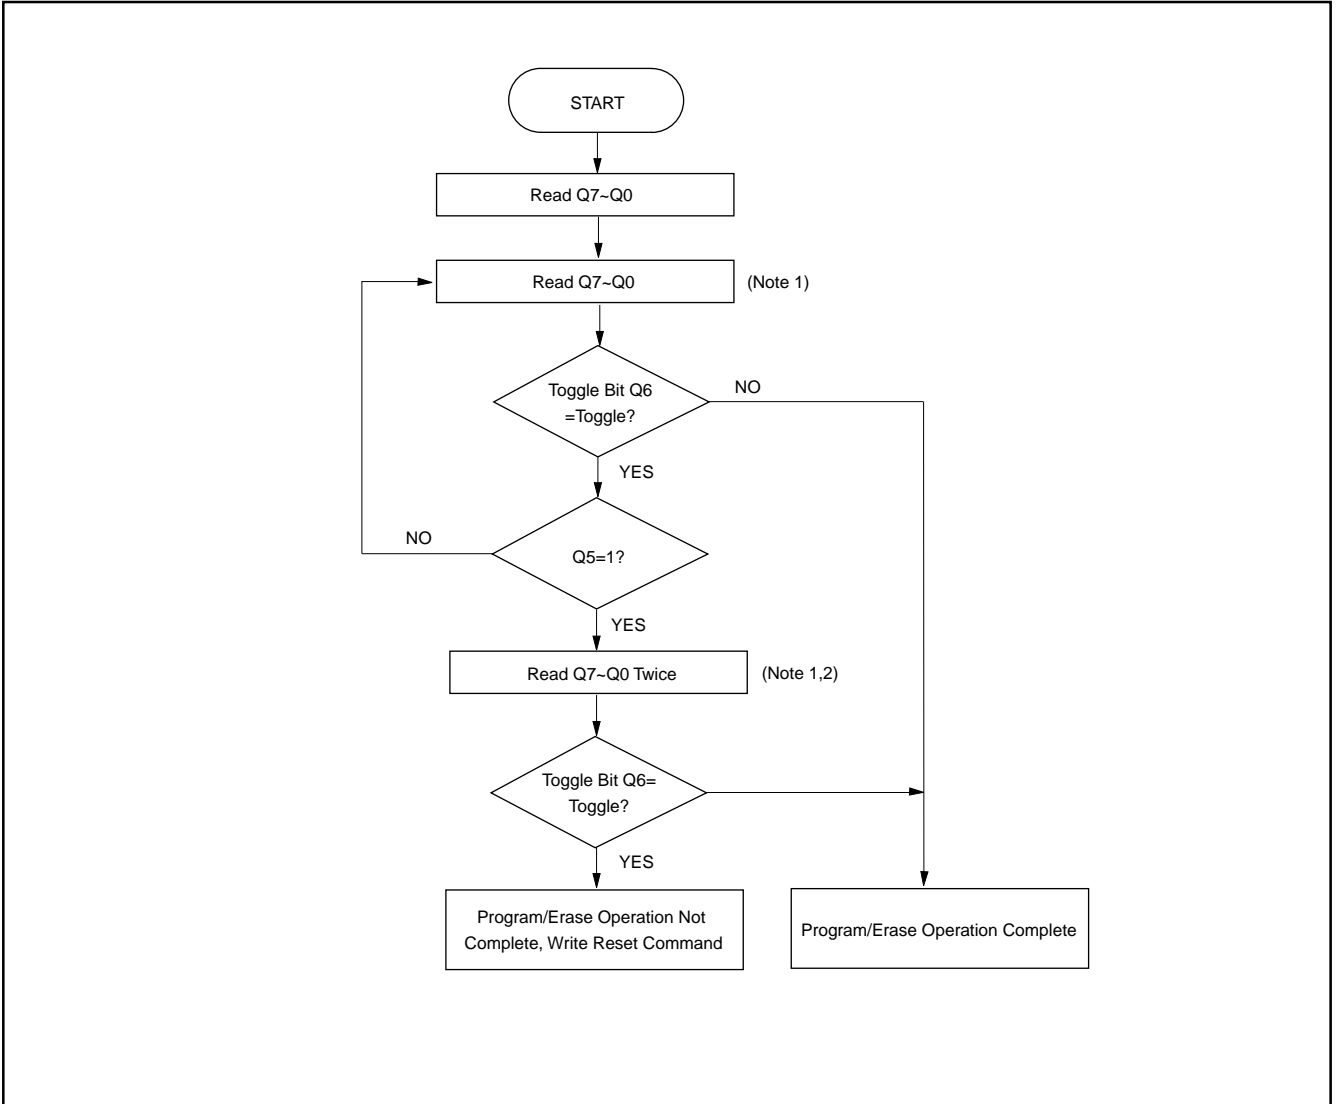 START
Read Q7~Q0
Read Q7~Q0
(Note 1)
Toggle Bit Q6
=Toggle?
NO
YES
Q5=1?
NO
YES
Read Q7~Q0 Twice
(Note 1,2)
Toggle Bit Q6=
Toggle?
YES
Program/Erase Operation Not
Complete, Write Reset Command
Program/Erase Operation Complete